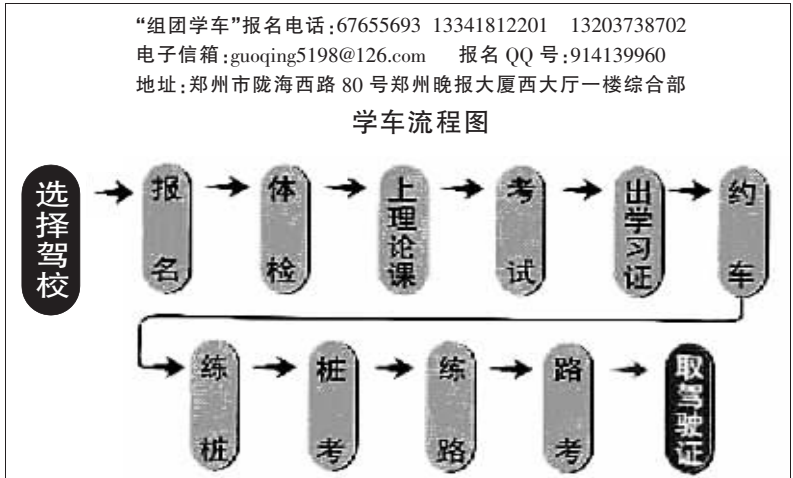 “组团学车”报名电话:67655693 13341812201 13203738702
电子信箱:guoqing5198@126.com 报名 QQ 号:914139960
地址:郑州市陇海西路 80 号郑州晚报大厦西大厅一楼综合部
学车流程图
选择驾校
报名
体检
上理论课
考试
出学习证
约车
练桩
桩考
练路
路考
取驾驶证